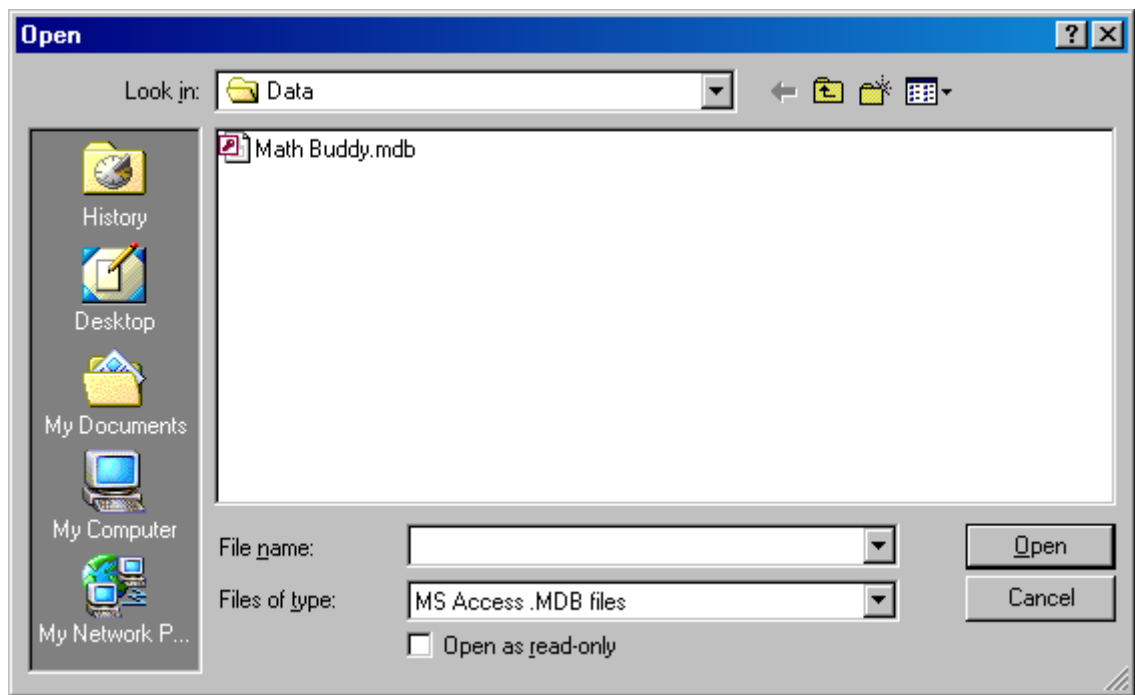 Open
Look in: Data
Math Buddy.mdb
History
Desktop
My Documents
My Computer
My Network P...
File name:
Open
Files of type: MS Access .MDB files
Cancel
Open as read-only